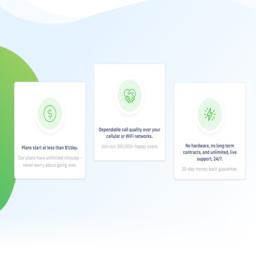 Plans start at less than $1/day.
Our plans have unlimited minutes -
never worry about going over.
Dependable call quality over your
cellular or WiFi networks.
Join our 300,000+ happy users.
No hardware, no long term
contracts, and unlimited, live
support, 24/7.
30-day money back guarantee.